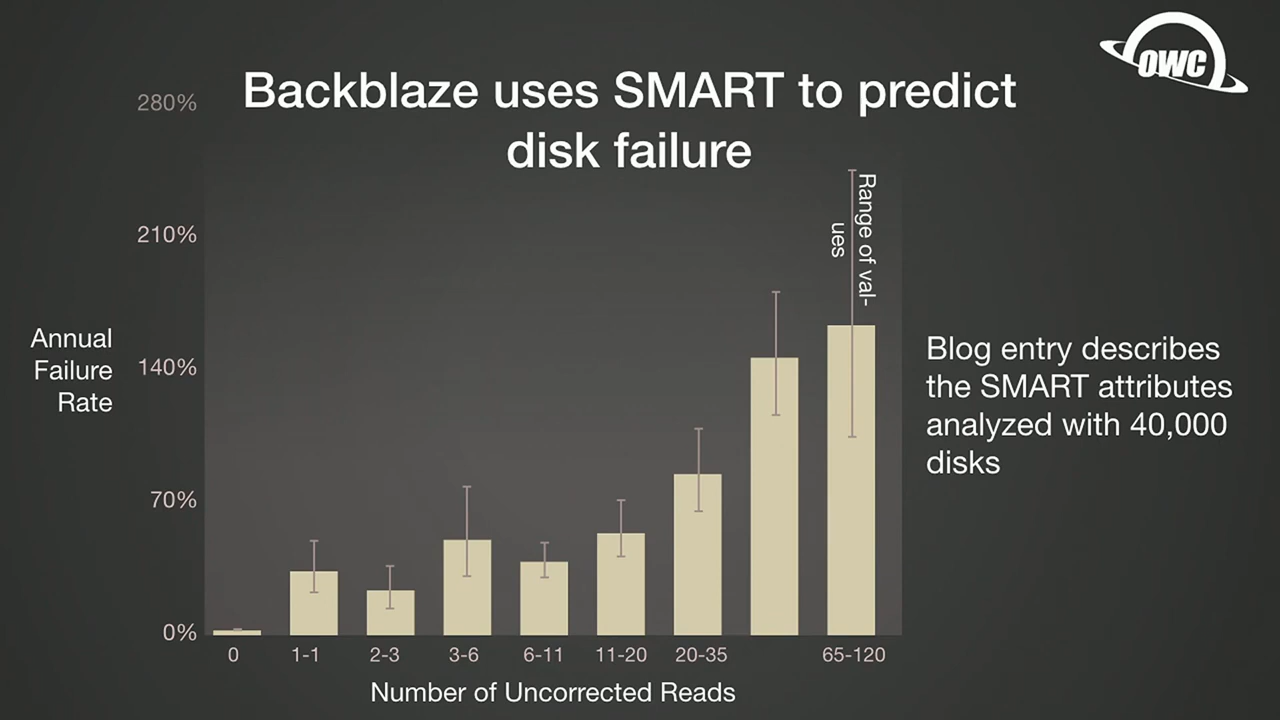 OWC
Backblaze uses SMART to predict
disk failure
280%
210%
140%
70%
0%
Annual
Failure
Rate
Range of val-
ues
0
1-1
2-3
3-6
6-11
11-20
20-35
65-120
Number of Uncorrected Reads
Blog entry describes
the SMART attributes
analyzed with 40,000
disks